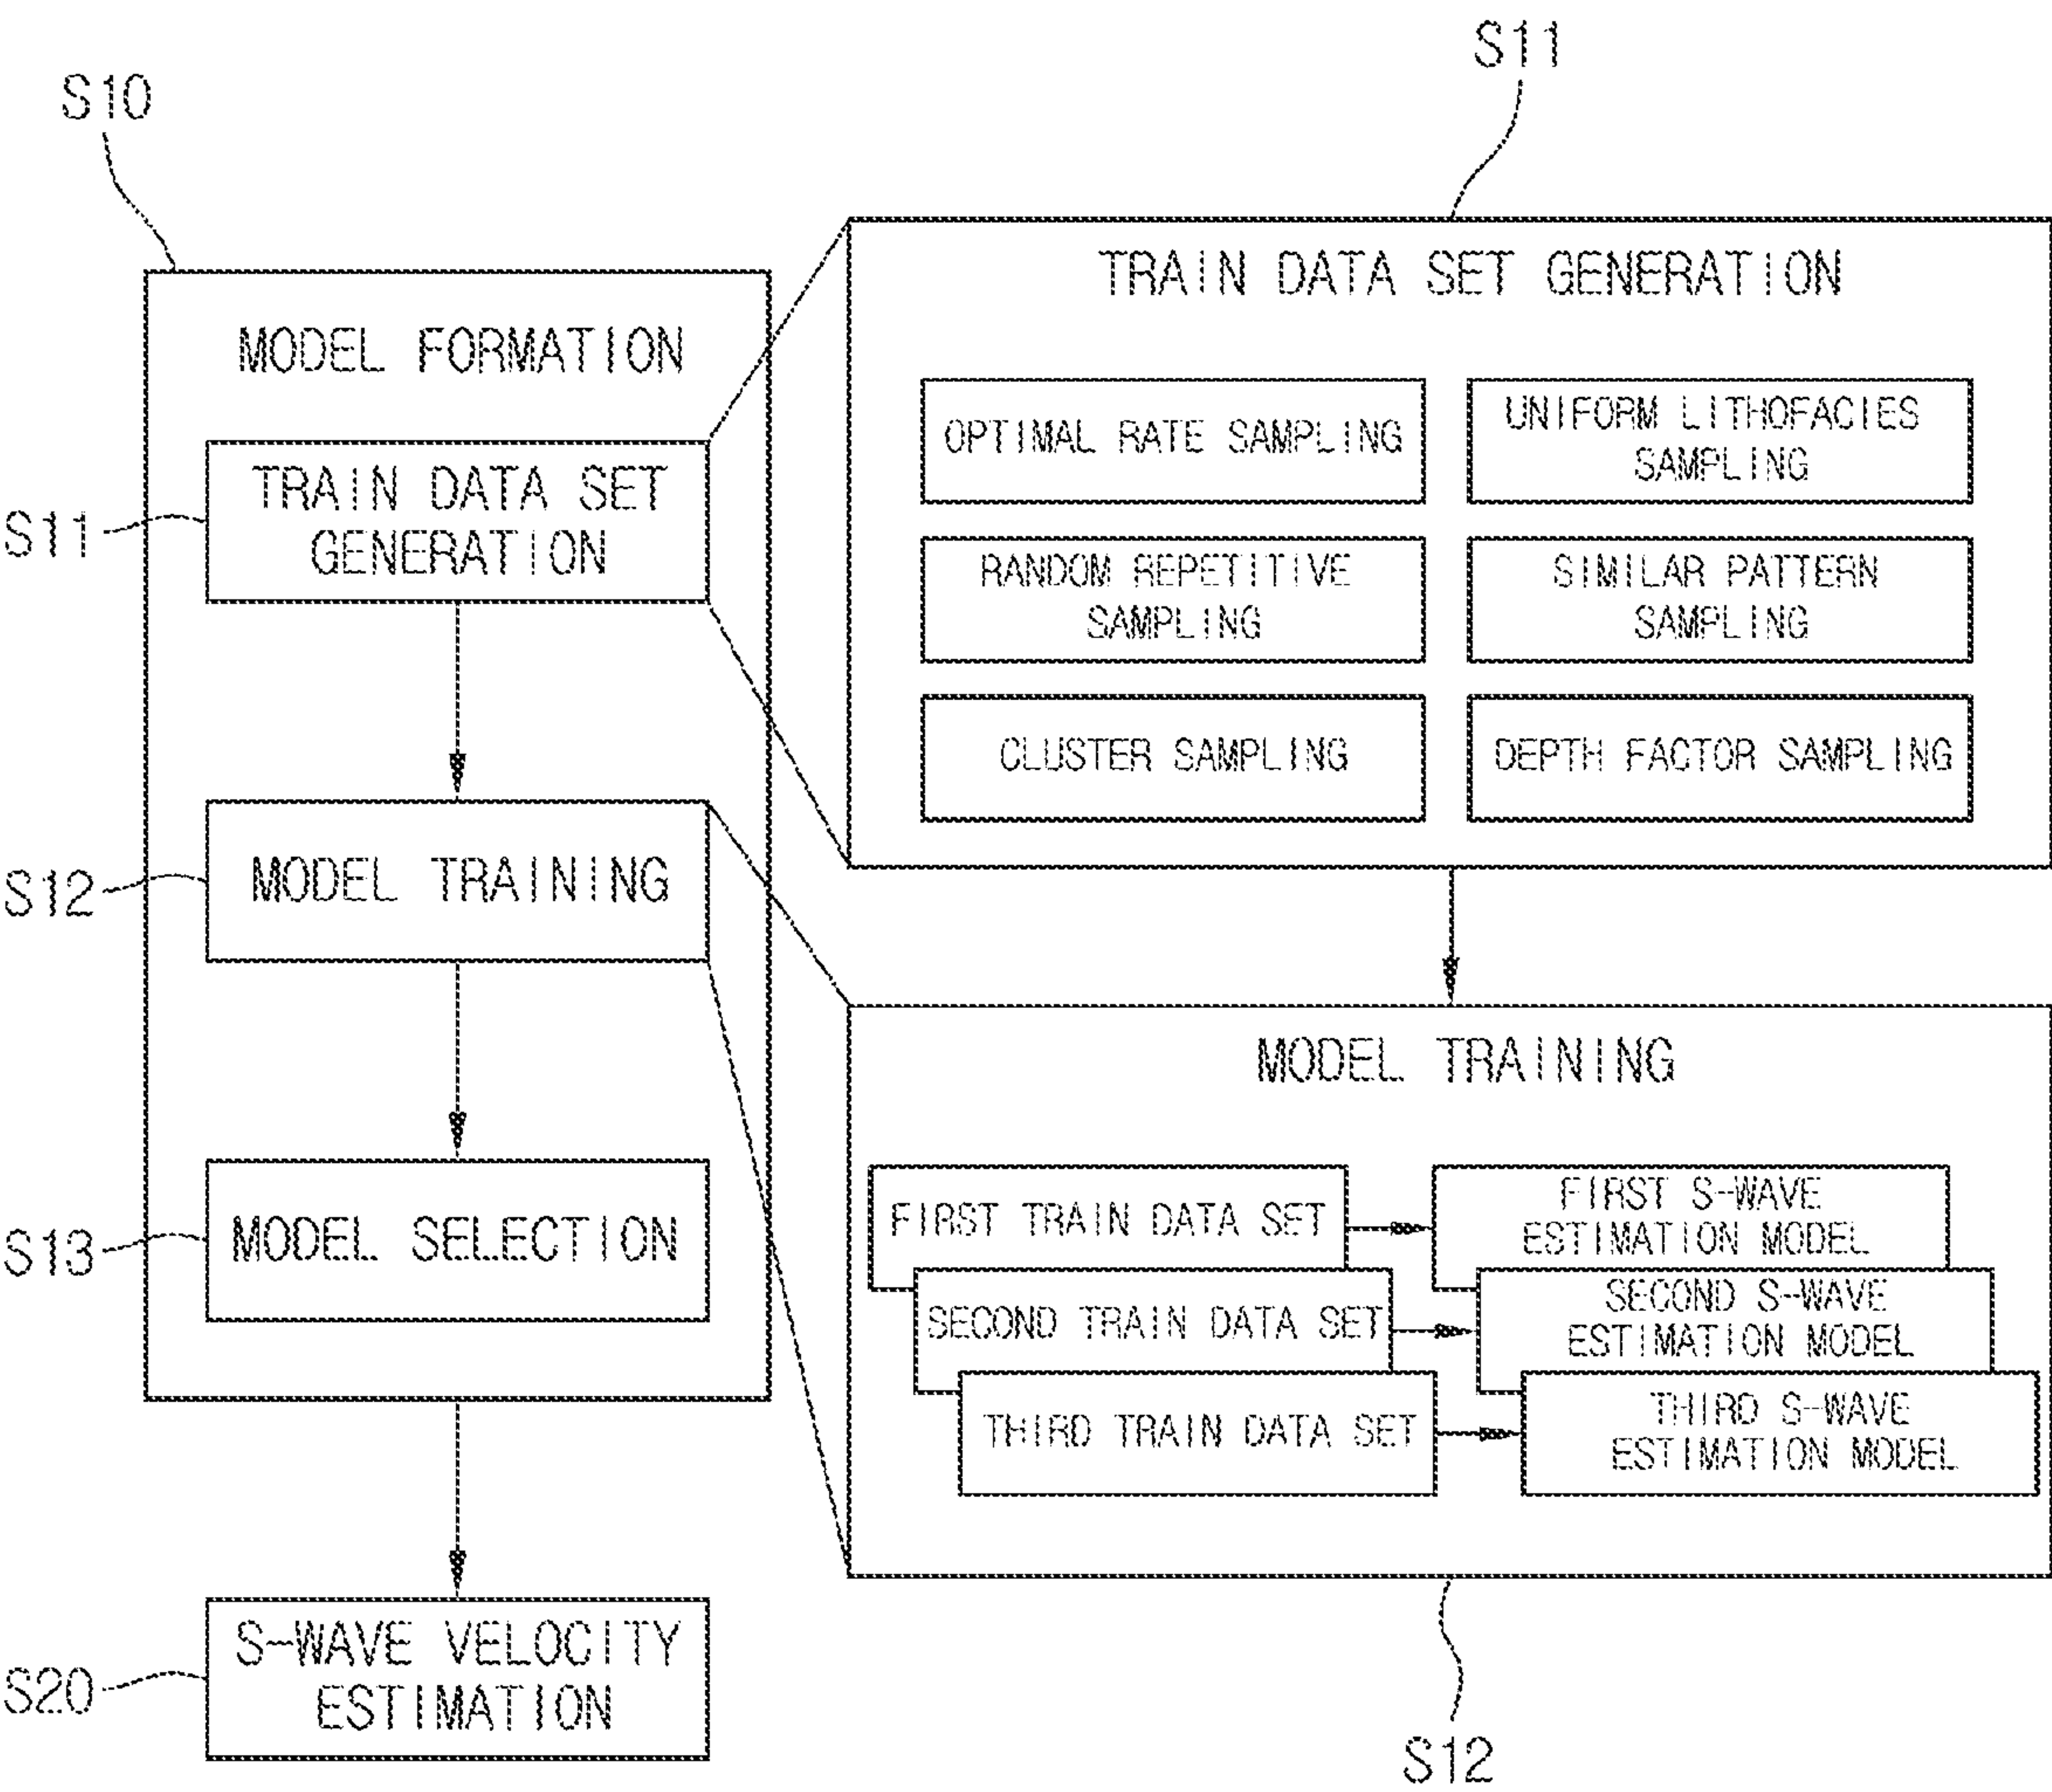 S10
MODEL FORMATION
S11
TRAIN DATA SET
GENERATION
S12
MODEL TRAINING
S13
MODEL SELECTION
S20
S-WAVE VELOCITY
ESTIMATION
S11
TRAIN DATA SET GENERATION
OPTIMAL RATE SAMPLING
UNIFORM LITHOFACIES
SAMPLING
RANDOM REPETITIVE
SAMPLING
SIMILAR PATTERN
SAMPLING
CLUSTER SAMPLING
DEPTH FACTOR SAMPLING
MODEL TRAINING
FIRST TRAIN DATA SET
FIRST S-WAVE
ESTIMATION MODEL
SECOND TRAIN DATA SET
SECOND S-WAVE
ESTIMATION MODEL
THIRD TRAIN DATA SET
THIRD S-WAVE
ESTIMATION MODEL
S12